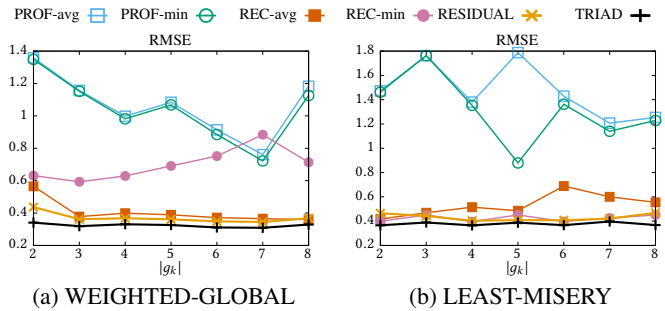 PROF-avg PROF-min REC-avg REC-min RESIDUAL TRIAD
RMSE
1.4
1.2
1
0.8
0.6
0.4
0.2
2 3 4 5 6 7 8
|gk|
(a) WEIGHTED-GLOBAL
RMSE
1.8
1.6
1.4
1.2
1
0.8
0.6
0.4
0.2
2 3 4 5 6 7 8
|gk|
(b) LEAST-MISERY